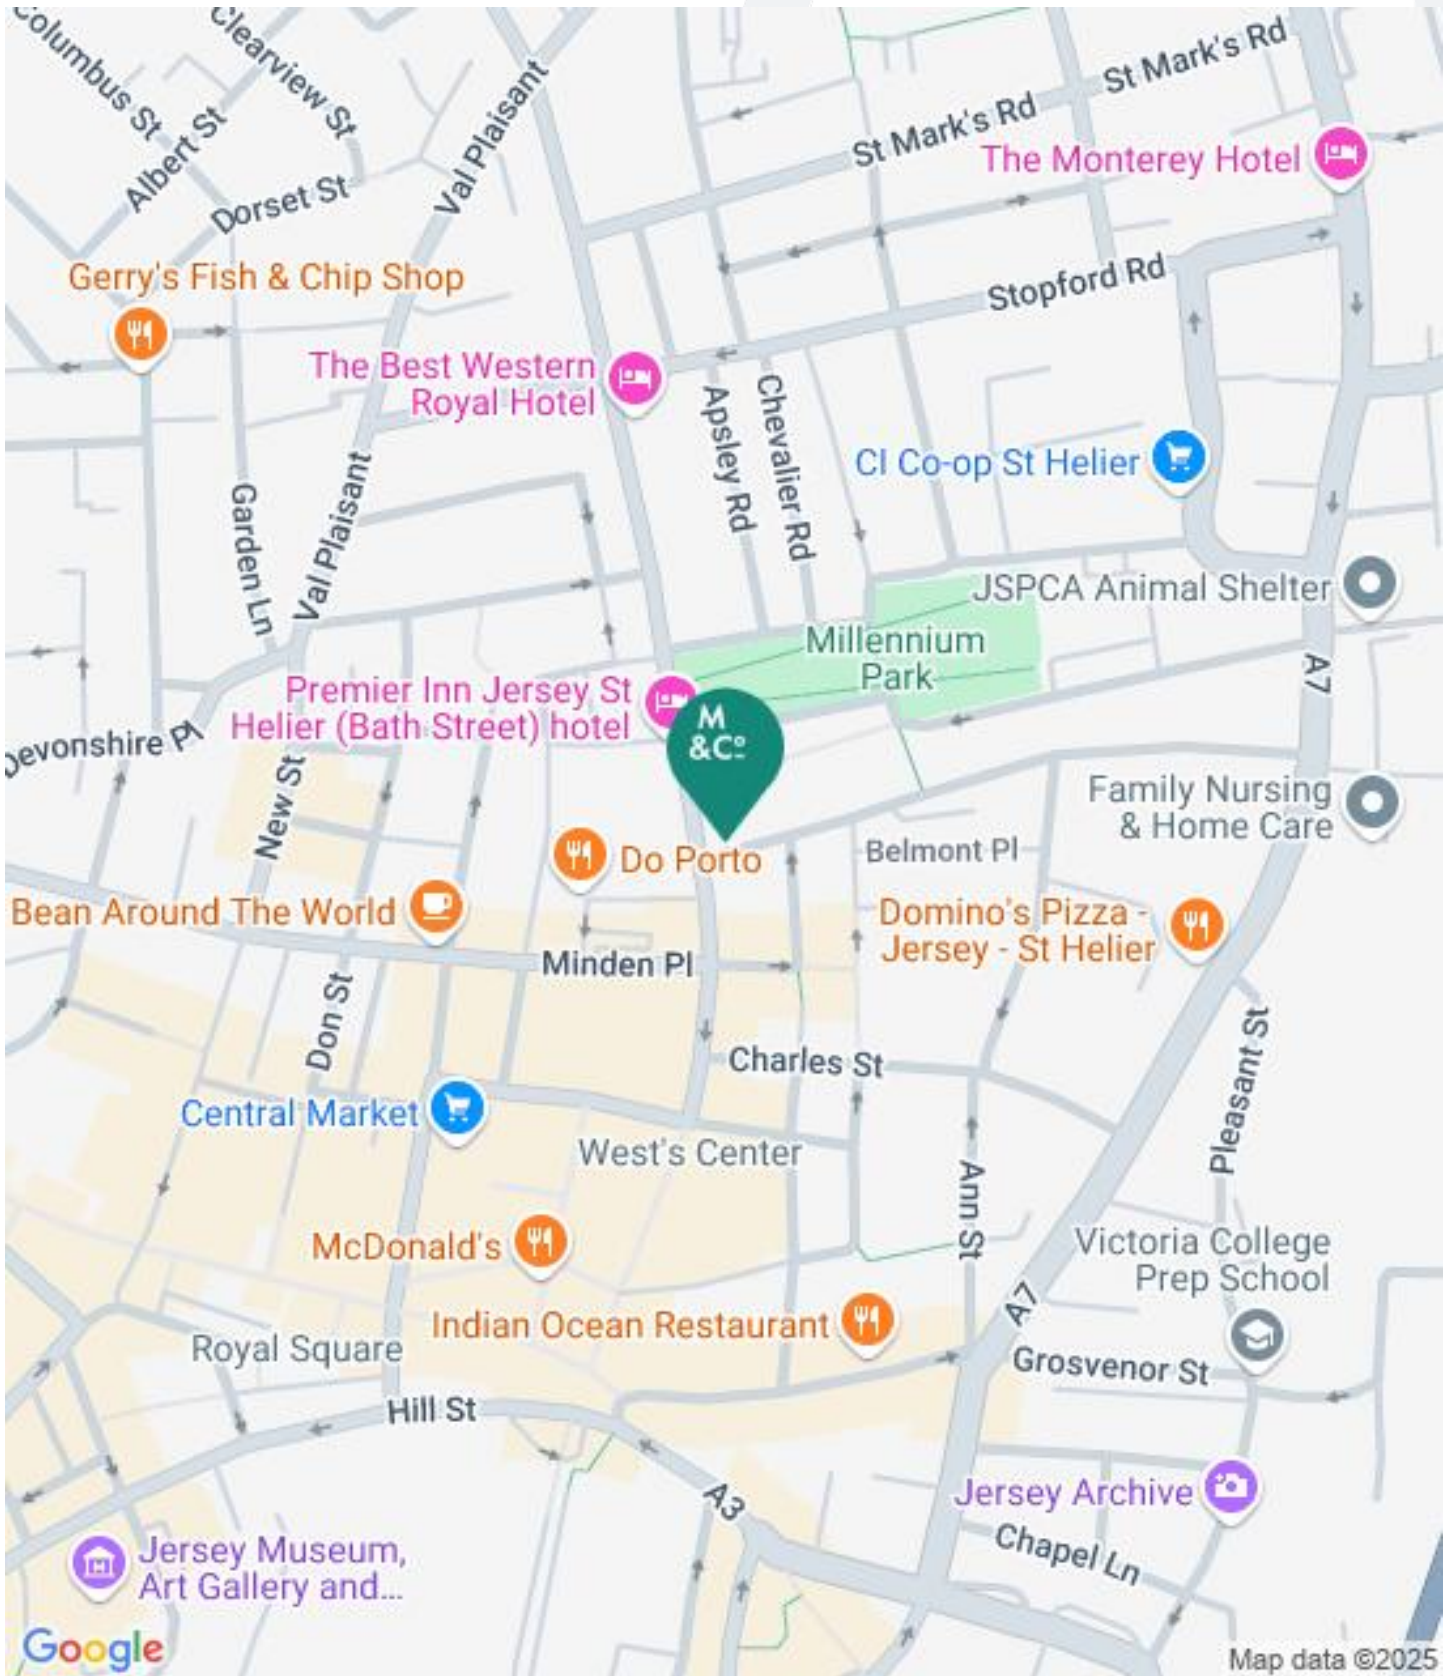 Columbus St
Clearview St
Albert St
Dorset St
Val Plaisant
St Mark's Rd
St Mark's Rd
The Monterey Hotel
Gerry's Fish & Chip Shop
Stopford Rd
The Best Western
Royal Hotel
Apsley Rd
Chevalier Rd
CI Co-op St Helier
Garden Ln
Val Plaisant
JSPCA Animal Shelter
Millennium
Park
A7
Premier Inn Jersey St
Helier (Bath Street) hotel
M
&Cº
Devonshire Pl
New St
Family Nursing
& Home Care
Do Porto
Belmont Pl
Bean Around The World
Domino's Pizza -
Jersey - St Helier
Minden Pl
Don St
Charles St
Pleasant St
Central Market
West's Center
Ann St
McDonald's
Victoria College
Prep School
A7
Indian Ocean Restaurant
Royal Square
Grosvenor St
Hill St
A3
Jersey Archive
Chapel Ln
Jersey Museum,
Art Gallery and...
Google
Map data ©2025